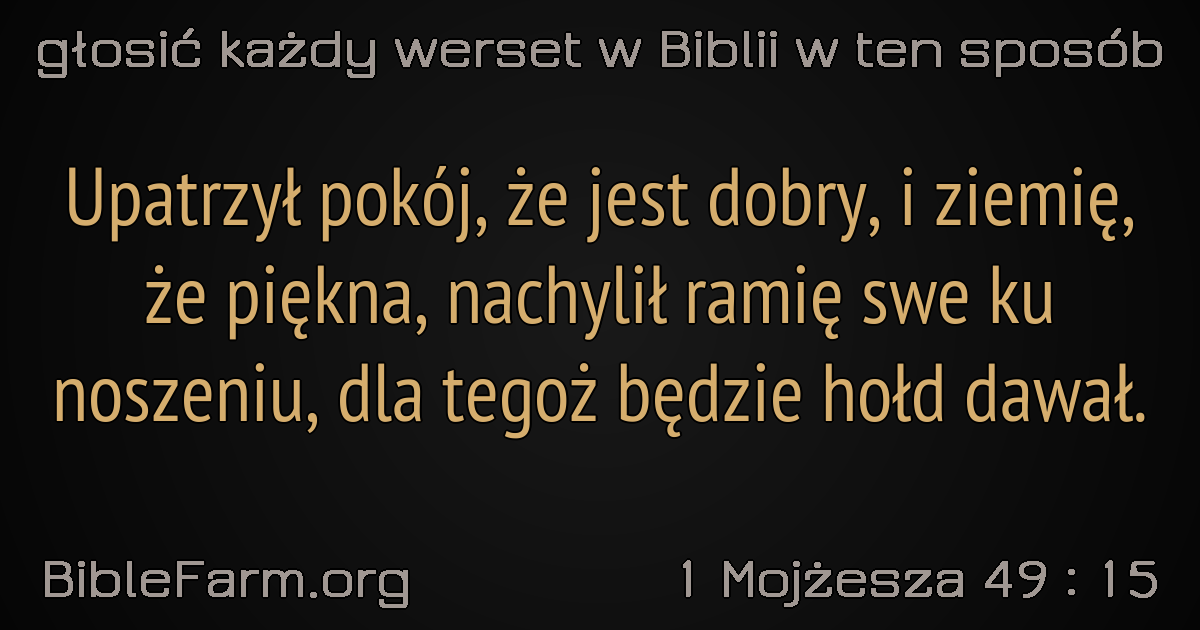 głosić każdy werset w Biblii w ten sposób
Upatrzył pokój, że jest dobry, i ziemię,
że piękna, nachylił ramię swe ku
noszeniu, dla tegoż będzie hołd dawał.
BibleFarm.org
1 Mojżesza 49 : 15